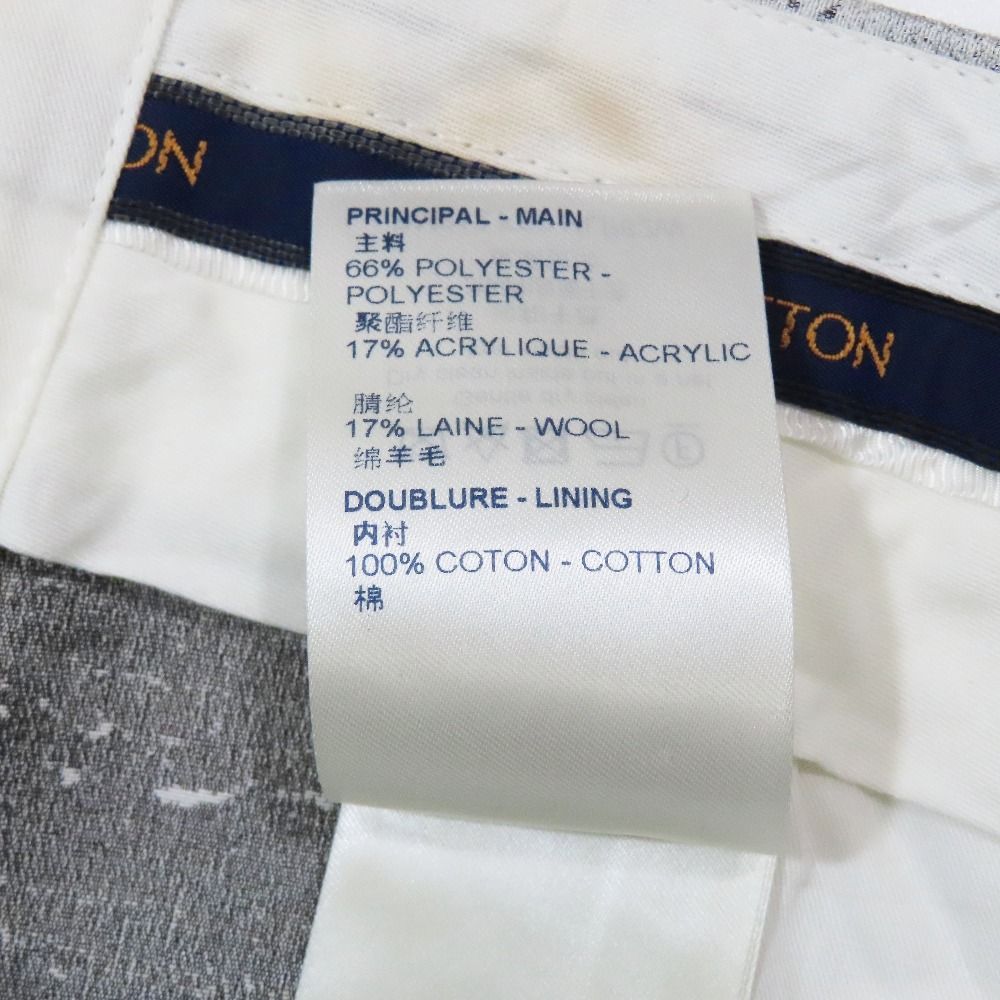 ON
TTON
PRINCIPAL - MAIN
主料
66% POLYESTER -
POLYESTER
聚酯纤维
17% ACRYLIQUE - ACRYLIC
腈纶
17% LAINE - WOOL
绵羊毛
DOUBLURE - LINING
内衬
100% COTON - COTTON
棉